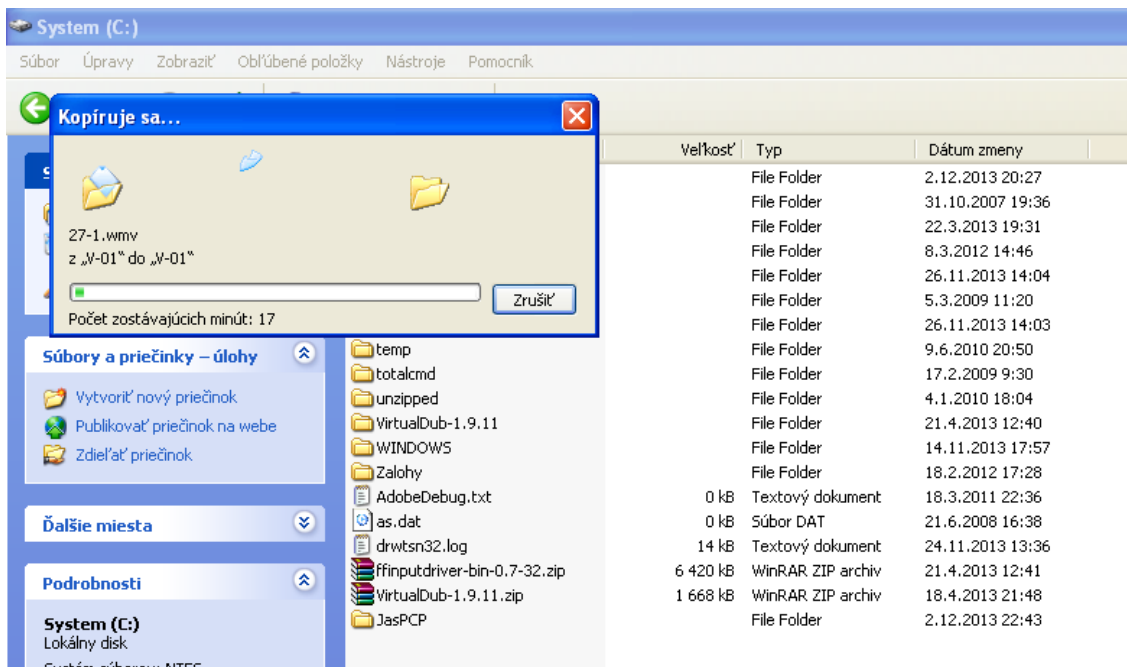 System (C:)
Súbor Úpravy Zobraziť Obľúbené položky Nástroje Pomocník
Kopíruje sa...
27-1.wmv
z „V-01“ do „V-01“
Zrušiť
Počet zostávajúcich minút: 17
Súbory a priečinky – úlohy
Vytvoriť nový priečinok
Publikovať priečinok na webe
Zdieľať priečinok
Ďalšie miesta
Podrobnosti
System (C:)
Lokálny disk
Systém súborov: NTFS
Veľkosť Typ Dátum zmeny
File Folder 2.12.2013 20:27
File Folder 31.10.2007 19:36
File Folder 22.3.2013 19:31
File Folder 8.3.2012 14:46
File Folder 26.11.2013 14:04
File Folder 5.3.2009 11:20
File Folder 26.11.2013 14:03
temp File Folder 9.6.2010 20:50
totalcmd File Folder 17.2.2009 9:30
unzipped File Folder 4.1.2010 18:04
VirtualDub-1.9.11 File Folder 21.4.2013 12:40
WINDOWS File Folder 14.11.2013 17:57
Zalohy File Folder 18.2.2012 17:28
AdobeDebug.txt 0 kB Textový dokument 18.3.2011 22:36
as.dat 0 kB Súbor DAT 21.6.2008 16:38
drwtsn32.log 14 kB Textový dokument 24.11.2013 13:36
ffinputdriver-bin-0.7-32.zip 6 420 kB WinRAR ZIP archiv 21.4.2013 12:41
VirtualDub-1.9.11.zip 1 668 kB WinRAR ZIP archiv 18.4.2013 21:48
JasPCP File Folder 2.12.2013 22:43